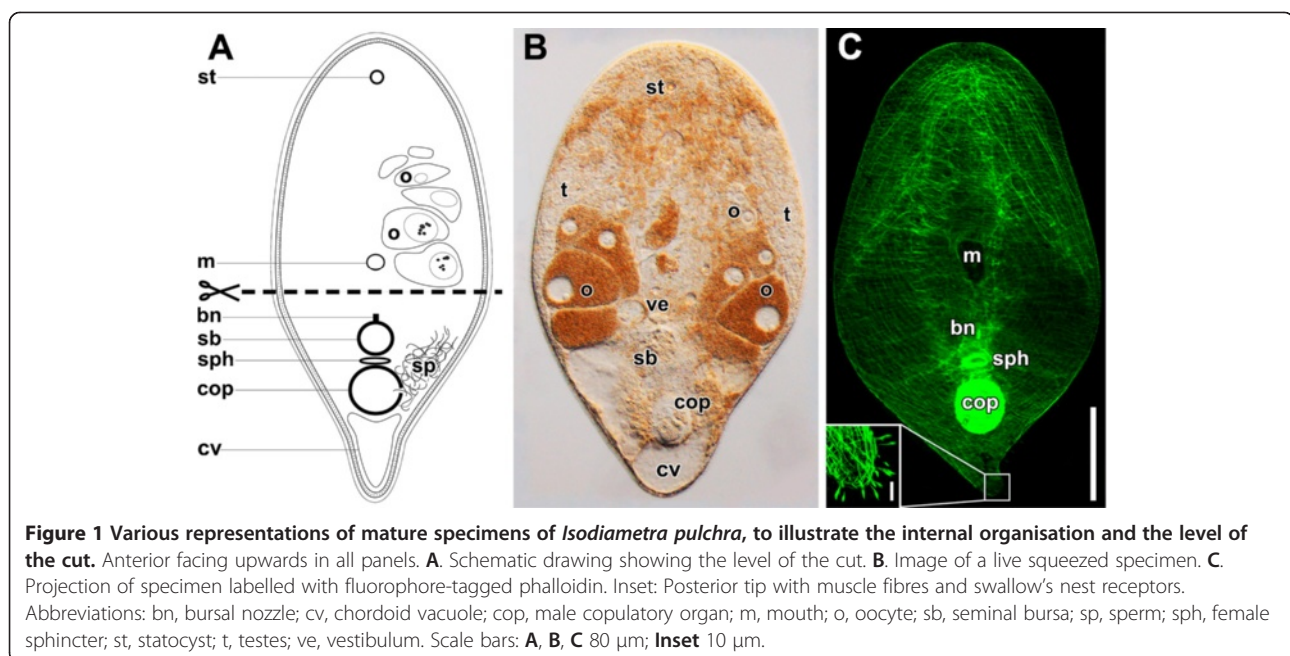 A
st
o
o
m
bn
sb
sph
sp
cop
cv
B
st
t
o
t
o
ve
o
sb
cop
cv
C
m
bn
sph
cop
Figure 1 Various representations of mature specimens of Isodiametra pulchra, to illustrate the internal organisation and the level of
the cut. Anterior facing upwards in all panels. A. Schematic drawing showing the level of the cut. B. Image of a live squeezed specimen. C.
Projection of specimen labelled with fluorophore-tagged phalloidin. Inset: Posterior tip with muscle fibres and swallow's nest receptors.
Abbreviations: bn, bursal nozzle; cv, chordoid vacuole; cop, male copulatory organ; m, mouth; o, oocyte; sb, seminal bursa; sp, sperm; sph, female
sphincter; st, statocyst; t, testes; ve, vestibulum. Scale bars: A, B, C 80 μm; Inset 10 μm.